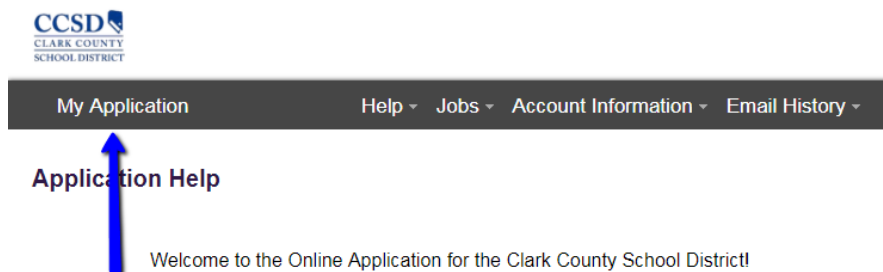 CCSD
CLARK COUNTY
SCHOOL DISTRICT
My Application Help Jobs Account Information Email History
Application Help
Welcome to the Online Application for the Clark County School District!